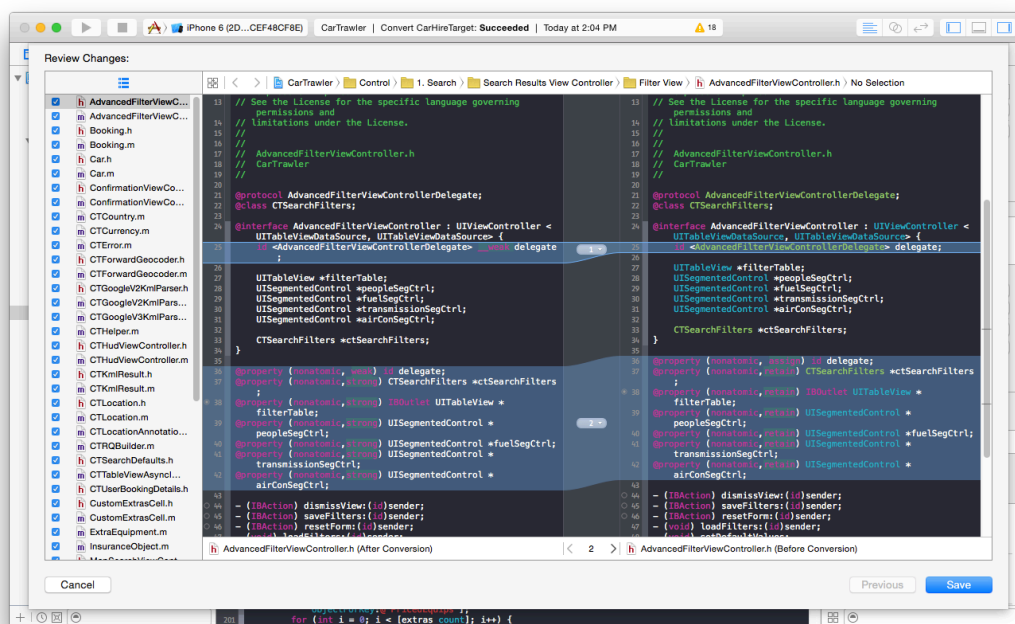 iPhone 6 (2D...CEF48CF8E)
CarTrawler | Convert CarHireTarget: Succeeded | Today at 2:04 PM
18
Review Changes:
CarTrawler
Control
1. Search
Search Results View Controller
Filter View
h AdvancedFilterViewController.h
No Selection
h AdvancedFilterViewC...
m AdvancedFilterViewC...
h Booking.h
m Booking.m
h Car.h
m Car.m
h ConfirmationViewCo...
m ConfirmationViewCo...
m CTCountry.m
m CTCurrency.m
m CTError.m
h CTForwardGeocoder.h
m CTForwardGeocoder.m
h CTGoogleV2KmlParser.h
m CTGoogleV2KmlPars...
m CTGoogleV3KmlPars...
m CTHelper.m
h CTHudViewController.h
m CTHudViewController.m
h CTKmlResult.h
m CTKmlResult.m
h CTLocation.h
m CTLocation.m
m CTLocationAnnotatio...
m CTRQBuilder.m
h CTSearchDefaults.h
m CTTableViewAsyncI...
h CTUserBookingDetails.h
h CustomExtrasCell.h
m CustomExtrasCell.m
m ExtraEquipment.m
m InsuranceObject.m
13 // See the License for the specific language governing
permissions and
14 // limitations under the License.
15 //
16 //
17 // AdvancedFilterViewController.h
18 // CarTrawler
19 //
20
21 @protocol AdvancedFilterViewControllerDelegate;
22 @class CTSearchFilters;
23
24 @interface AdvancedFilterViewController : UIViewController <
UITableViewDataSource, UITableViewDataSource> {
25 id <AdvancedFilterViewControllerDelegate> __weak delegate
;
26
27 UITableView *filterTable;
28 UISegmentedControl *peopleSegCtrl;
29 UISegmentedControl *fuelSegCtrl;
30 UISegmentedControl *transmissionSegCtrl;
31 UISegmentedControl *airConSegCtrl;
32
33 CTSearchFilters *ctSearchFilters;
34 }
35
36 @property (nonatomic, weak) id delegate;
37 @property (nonatomic,strong) CTSearchFilters *ctSearchFilters
;
38 @property (nonatomic,strong) IBOutlet UITableView *
filterTable;
39 @property (nonatomic,strong) UISegmentedControl *
peopleSegCtrl;
40 @property (nonatomic,strong) UISegmentedControl *fuelSegCtrl;
41 @property (nonatomic,strong) UISegmentedControl *
transmissionSegCtrl;
42 @property (nonatomic,strong) UISegmentedControl *
airConSegCtrl;
43
44 - (IBAction) dismissView:(id)sender;
45 - (IBAction) saveFilters:(id)sender;
46 - (IBAction) resetForm:(id)sender;
47 - (void) loadFilters:(id)sender;
1
2
13 // See the License for the specific language governing
permissions and
14 // limitations under the License.
15 //
16 //
17 // AdvancedFilterViewController.h
18 // CarTrawler
19 //
20
21 @protocol AdvancedFilterViewControllerDelegate;
22 @class CTSearchFilters;
23
24 @interface AdvancedFilterViewController : UIViewController <
UITableViewDataSource, UITableViewDataSource> {
25 id <AdvancedFilterViewControllerDelegate> delegate;
26
27 UITableView *filterTable;
28 UISegmentedControl *peopleSegCtrl;
29 UISegmentedControl *fuelSegCtrl;
30 UISegmentedControl *transmissionSegCtrl;
31 UISegmentedControl *airConSegCtrl;
32
33 CTSearchFilters *ctSearchFilters;
34 }
35
36 @property (nonatomic, assign) id delegate;
37 @property (nonatomic,retain) CTSearchFilters *ctSearchFilters
;
38 @property (nonatomic,retain) IBOutlet UITableView *
filterTable;
39 @property (nonatomic,retain) UISegmentedControl *
peopleSegCtrl;
40 @property (nonatomic,retain) UISegmentedControl *fuelSegCtrl;
41 @property (nonatomic,retain) UISegmentedControl *
transmissionSegCtrl;
42 @property (nonatomic,retain) UISegmentedControl *
airConSegCtrl;
43
44 - (IBAction) dismissView:(id)sender;
45 - (IBAction) saveFilters:(id)sender;
46 - (IBAction) resetForm:(id)sender;
47 - (void) loadFilters:(id)sender;
- (void) setDefaultValues;
h AdvancedFilterViewController.h (After Conversion)
2
h AdvancedFilterViewController.h (Before Conversion)
Cancel
Previous
Save
201 for (int i = 0; i < [extras count]; i++) {